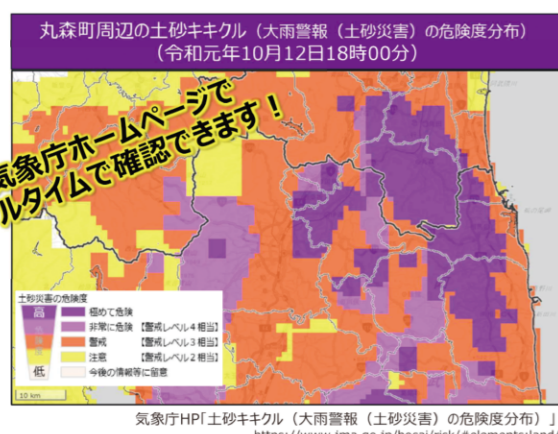 丸森町周辺の土砂キキクル（大雨警報（土砂災害）の危険度分布）
（令和元年10月12日18時00分）
気象庁ホームページで
ルタイムで確認できます！
土砂災害の危険度
高
極めて危険
非常に危険 【警戒レベル４相当】
警戒 【警戒レベル３相当】
注意 【警戒レベル２相当】
低
今後の情報等に留意
10 km
気象庁HP「土砂キキクル（大雨警報（土砂災害）の危険度分布）」